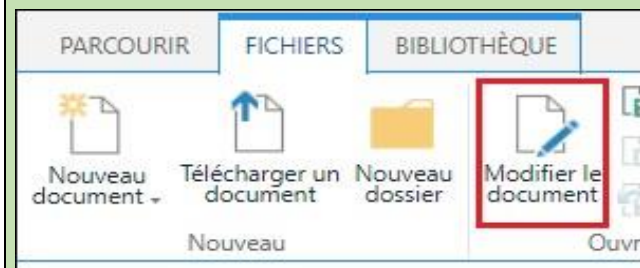 PARCOURIR FICHIERS BIBLIOTHÈQUE
Nouveau Télécharger un Nouveau Modifier le
document document dossier document
Nouveau